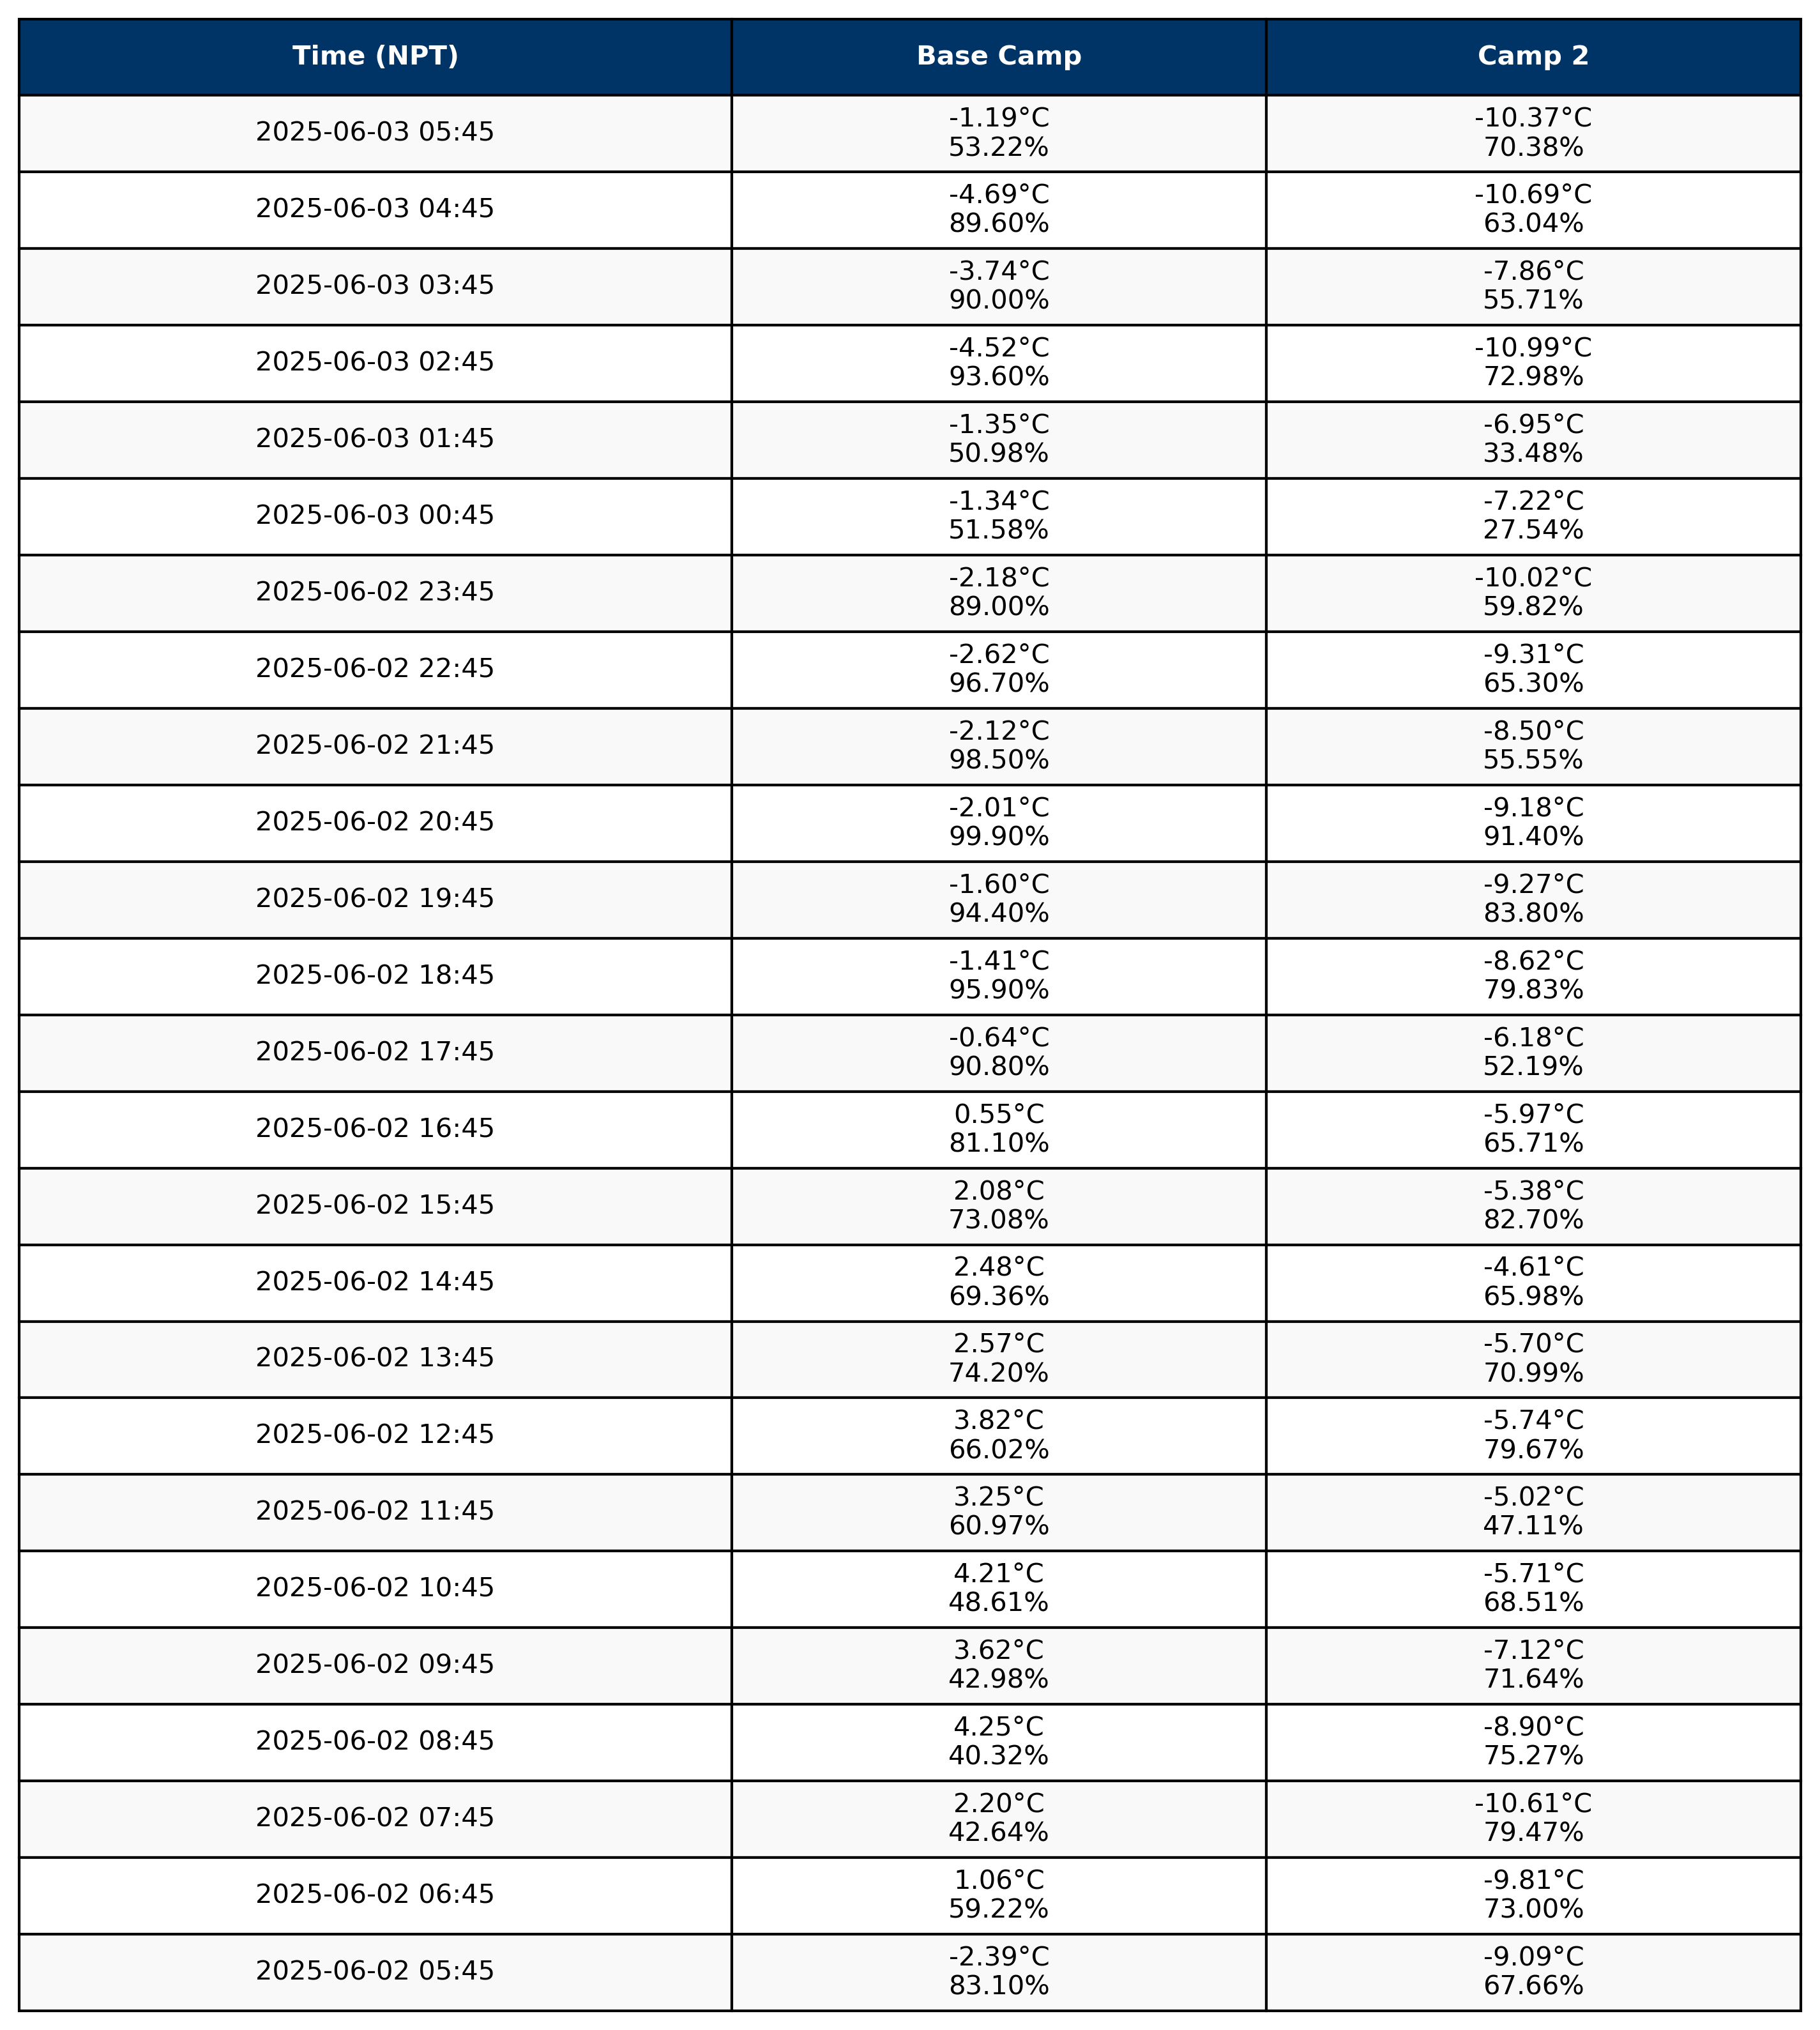 Time (NPT) Base Camp Camp 2
2025-06-03 05:45 -1.19°C -10.37°C
53.22% 70.38%
2025-06-03 04:45 -4.69°C -10.69°C
89.60% 63.04%
2025-06-03 03:45 -3.74°C -7.86°C
90.00% 55.71%
2025-06-03 02:45 -4.52°C -10.99°C
93.60% 72.98%
2025-06-03 01:45 -1.35°C -6.95°C
50.98% 33.48%
2025-06-03 00:45 -1.34°C -7.22°C
51.58% 27.54%
2025-06-02 23:45 -2.18°C -10.02°C
89.00% 59.82%
2025-06-02 22:45 -2.62°C -9.31°C
96.70% 65.30%
2025-06-02 21:45 -2.12°C -8.50°C
98.50% 55.55%
2025-06-02 20:45 -2.01°C -9.18°C
99.90% 91.40%
2025-06-02 19:45 -1.60°C -9.27°C
94.40% 83.80%
2025-06-02 18:45 -1.41°C -8.62°C
95.90% 79.83%
2025-06-02 17:45 -0.64°C -6.18°C
90.80% 52.19%
2025-06-02 16:45 0.55°C -5.97°C
81.10% 65.71%
2025-06-02 15:45 2.08°C -5.38°C
73.08% 82.70%
2025-06-02 14:45 2.48°C -4.61°C
69.36% 65.98%
2025-06-02 13:45 2.57°C -5.70°C
74.20% 70.99%
2025-06-02 12:45 3.82°C -5.74°C
66.02% 79.67%
2025-06-02 11:45 3.25°C -5.02°C
60.97% 47.11%
2025-06-02 10:45 4.21°C -5.71°C
48.61% 68.51%
2025-06-02 09:45 3.62°C -7.12°C
42.98% 71.64%
2025-06-02 08:45 4.25°C -8.90°C
40.32% 75.27%
2025-06-02 07:45 2.20°C -10.61°C
42.64% 79.47%
2025-06-02 06:45 1.06°C -9.81°C
59.22% 73.00%
2025-06-02 05:45 -2.39°C -9.09°C
83.10% 67.66%